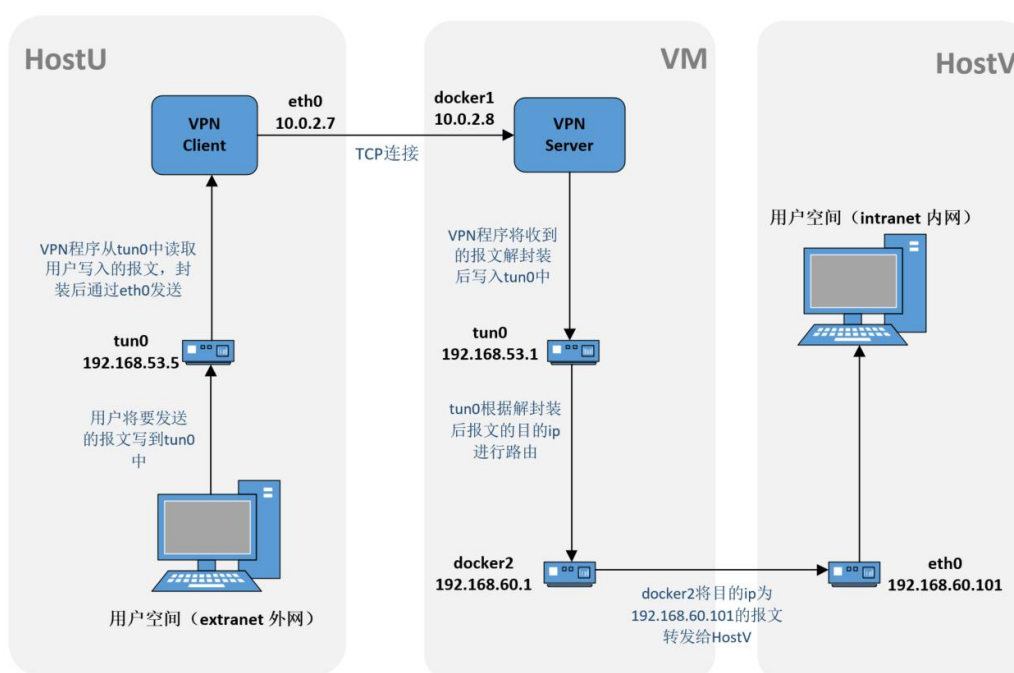 HostU
VM
HostV
eth0
10.0.2.7
docker1
10.0.2.8
VPN
Client
VPN
Server
TCP连接
VPN程序从tun0中读取
用户写入的报文，封
装后通过eth0发送
VPN程序将收到
的报文解封装
后写入tun0中
用户空间（intranet 内网）
tun0
192.168.53.5
tun0
192.168.53.1
用户将要发送
的报文写到tun0
中
tun0根据解封装
后报文的目的ip
进行路由
docker2
192.168.60.1
eth0
192.168.60.101
docker2将目的ip为
192.168.60.101的报文
转发给HostV
用户空间（extranet 外网）